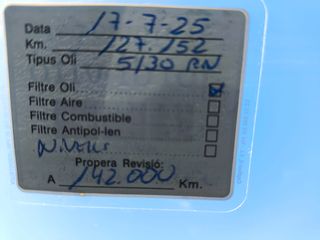 Data 17-7-25
Km. 127.152
Tipus Oli 5/30 RN
Filtre Oli
Filtre Aire
Filtre Combustible
Filtre Antipol-len
Nivells
Propera Revisió:
A 142.000 Km.